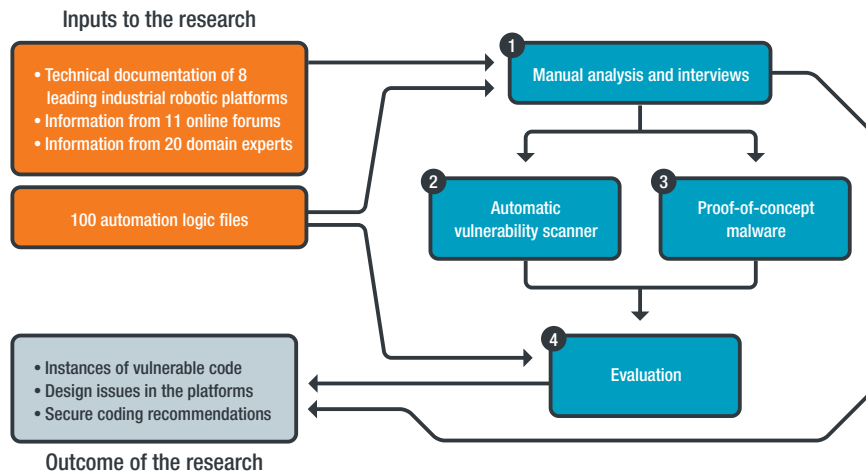 Inputs to the research
• Technical documentation of 8
leading industrial robotic platforms
• Information from 11 online forums
• Information from 20 domain experts
100 automation logic files
1
Manual analysis and interviews
2
Automatic
vulnerability scanner
3
Proof-of-concept
malware
4
Evaluation
• Instances of vulnerable code
• Design issues in the platforms
• Secure coding recommendations
Outcome of the research